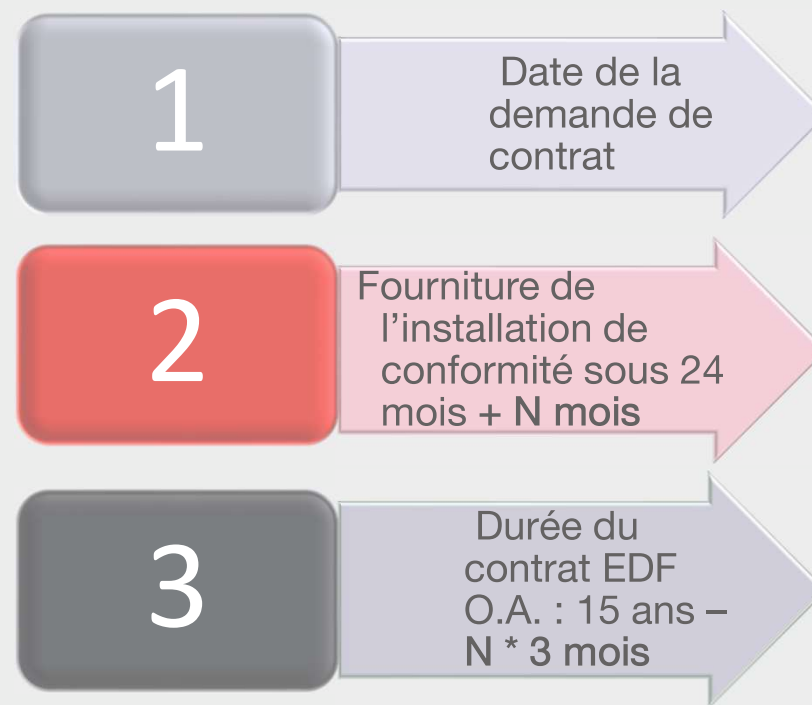 1
Date de la
demande de
contrat
2
Fourniture de
l’installation de
conformité sous 24
mois + N mois
3
Durée du
contrat EDF
O.A. : 15 ans –
N * 3 mois